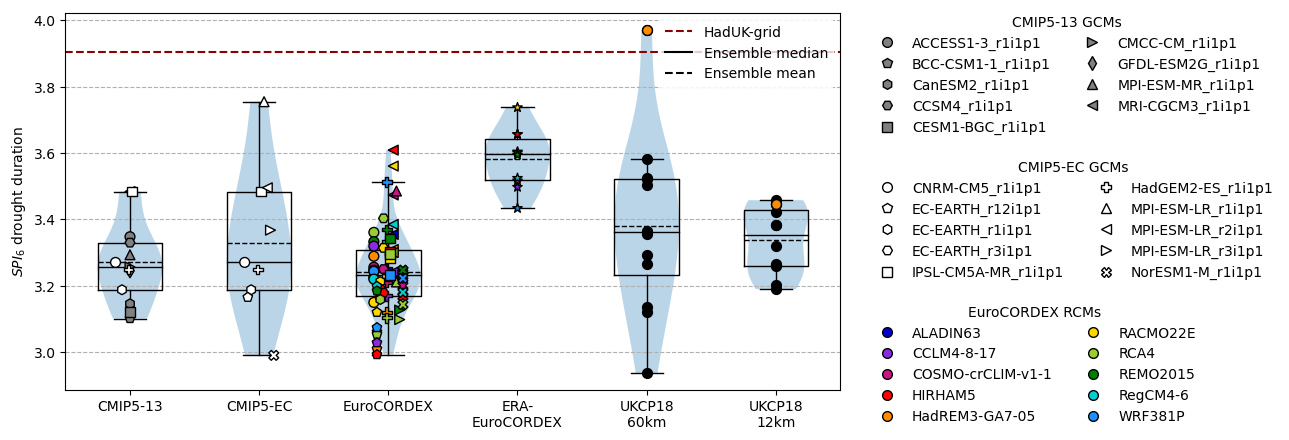 4.0
3.8
3.6
3.4
3.2
3.0
SPI6 drought duration
HadUK-grid
Ensemble median
Ensemble mean
CMIP5-13
CMIP5-EC
EuroCORDEX
ERA-
EuroCORDEX
UKCP18
60km
UKCP18
12km
CMIP5-13 GCMs
ACCESS1-3_r1i1p1
BCC-CSM1-1_r1i1p1
CanESM2_r1i1p1
CCSM4_r1i1p1
CESM1-BGC_r1i1p1
CMCC-CM_r1i1p1
GFDL-ESM2G_r1i1p1
MPI-ESM-MR_r1i1p1
MRI-CGCM3_r1i1p1
CMIP5-EC GCMs
CNRM-CM5_r1i1p1
EC-EARTH_r12i1p1
EC-EARTH_r1i1p1
EC-EARTH_r3i1p1
IPSL-CM5A-MR_r1i1p1
HadGEM2-ES_r1i1p1
MPI-ESM-LR_r1i1p1
MPI-ESM-LR_r2i1p1
MPI-ESM-LR_r3i1p1
NorESM1-M_r1i1p1
EuroCORDEX RCMs
ALADIN63
CCLM4-8-17
COSMO-crCLIM-v1-1
HIRHAM5
HadREM3-GA7-05
RACMO22E
RCA4
REMO2015
RegCM4-6
WRF381P